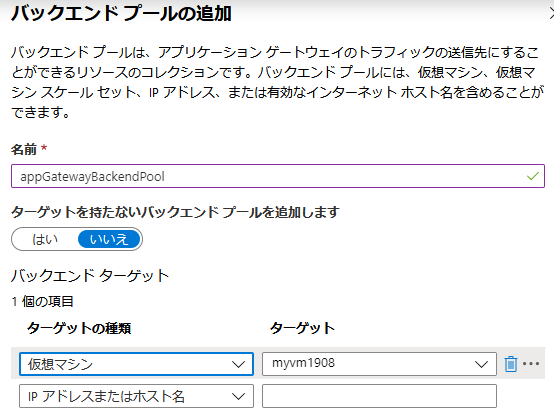 バックエンド プールの追加
バックエンド プールは、アプリケーション ゲートウェイのトラフィックの送信先にするこ
とができるリソースのコレクションです。バックエンド プールには、仮想マシン、仮想マ
シン スケール セット、IP アドレス、または有効なインターネット ホスト名を含めることが
できます。
名前 *
appGatewayBackendPool
ターゲットを持たないバックエンド プールを追加します
はい いいえ
バックエンド ターゲット
1 個の項目
ターゲットの種類 ターゲット
仮想マシン myvm1908
IP アドレスまたはホスト名